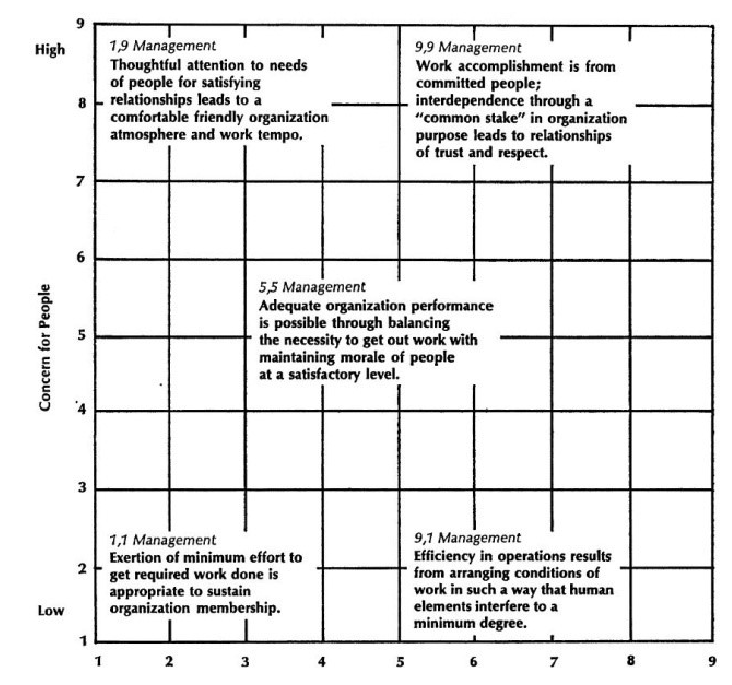 9
High
1,9 Management
Thoughtful attention to needs
of people for satisfying
relationships leads to a
comfortable friendly organization
atmosphere and work tempo.
9,9 Management
Work accomplishment is from
committed people;
interdependence through a
"common stake" in organization
purpose leads to relationships
of trust and respect.
8
7
6
5,5 Management
Adequate organization performance
is possible through balancing
the necessity to get out work with
maintaining morale of people
at a satisfactory level.
Concern for People
5
4
3
1,1 Management
Exertion of minimum effort to
get required work done is
appropriate to sustain
organization membership.
9,1 Management
Efficiency in operations results
from arranging conditions of
work in such a way that human
elements interfere to a
minimum degree.
2
Low
1
1 2 3 4 5 6 7 8 9